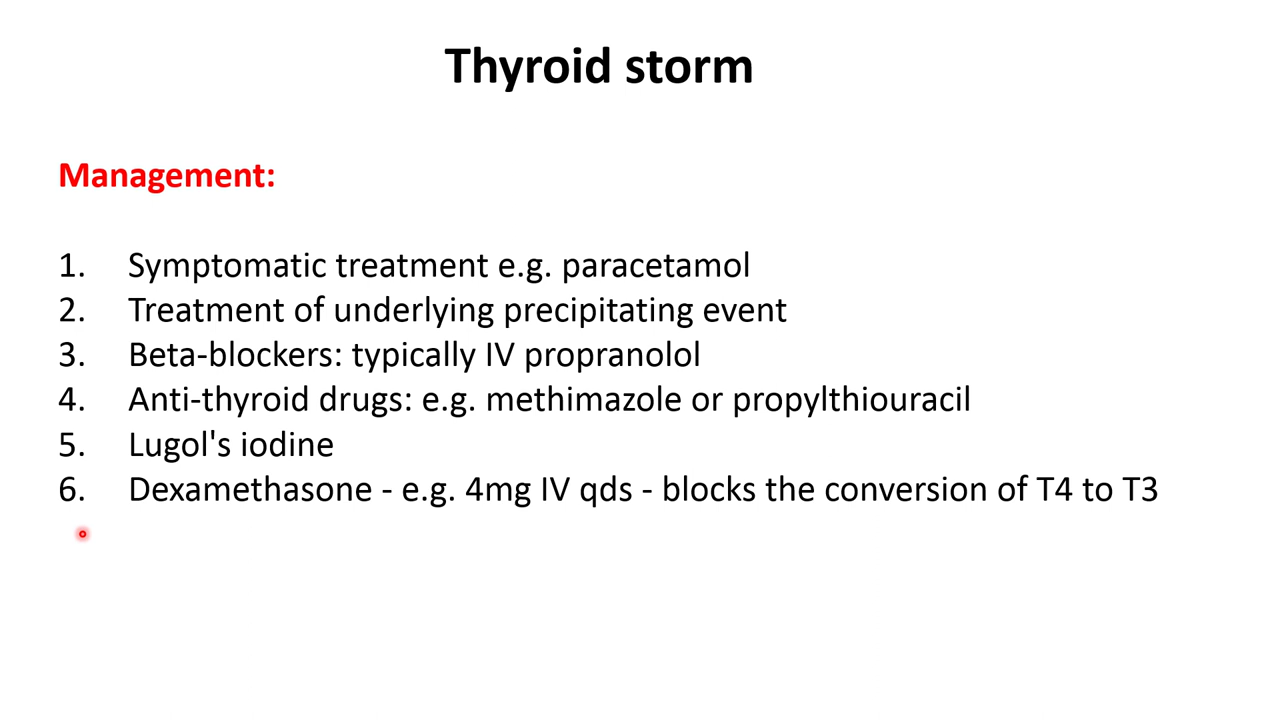 Thyroid storm
Management:
1. Symptomatic treatment e.g. paracetamol
2. Treatment of underlying precipitating event
3. Beta-blockers: typically IV propranolol
4. Anti-thyroid drugs: e.g. methimazole or propylthiouracil
5. Lugol's iodine
6. Dexamethasone - e.g. 4mg IV qds - blocks the conversion of T4 to T3